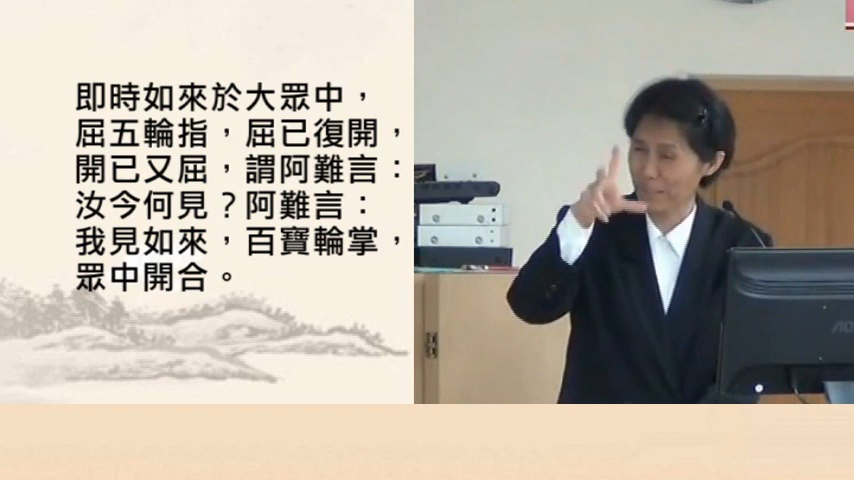 即時如來於大眾中，
屈五輪指，屈已復開，
開已又屈，謂阿難言：
汝今何見？阿難言：
我見如來，百寶輪掌，
眾中開合。
AOC